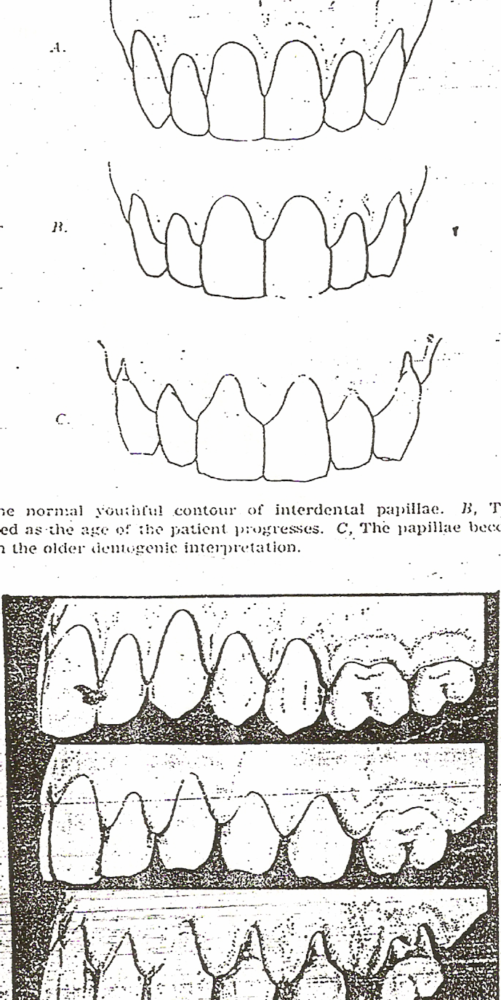 A.
B.
C.
he normal youthful contour of interdental papillae. B, T
ed as the age of the patient progresses. C, The papillae bec
n the older dentogenic interpretation.